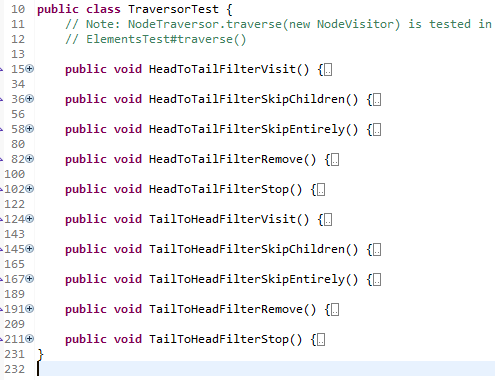 10 public class TraversorTest {
11     // Note: NodeTraversor.traverse(new NodeVisitor) is tested in
12     // ElementsTest#traverse()
13
15     public void HeadToTailFilterVisit() {
34
36     public void HeadToTailFilterSkipChildren() {
56
58     public void HeadToTailFilterSkipEntirely() {
80
82     public void HeadToTailFilterRemove() {
100
102     public void HeadToTailFilterStop() {
122
124     public void TailToHeadFilterVisit() {
143
145     public void TailToHeadFilterSkipChildren() {
165
167     public void TailToHeadFilterSkipEntirely() {
189
191     public void TailToHeadFilterRemove() {
209
211     public void TailToHeadFilterStop() {
231 }
232